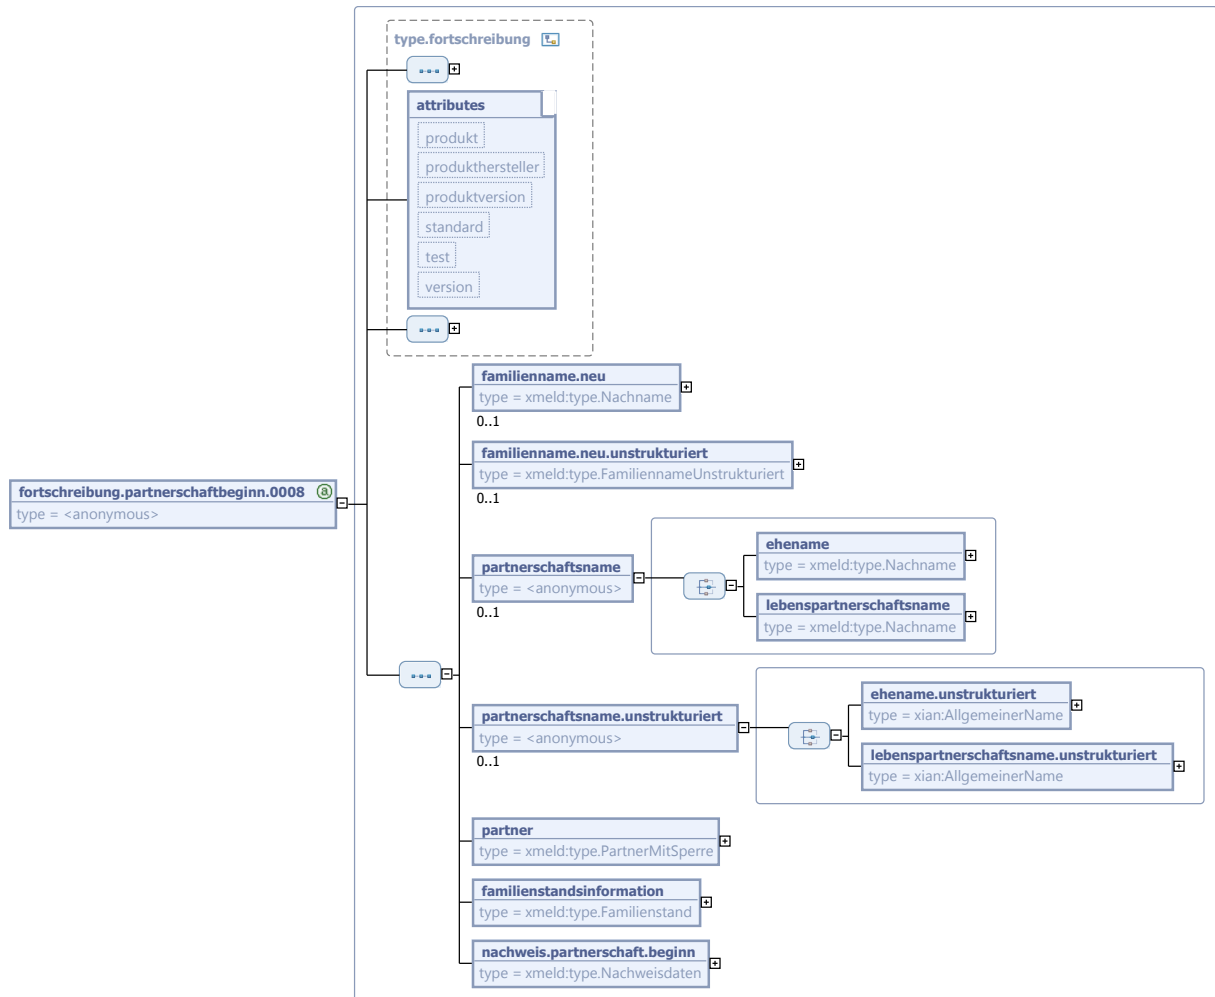 type.fortschreibung
attributes
produkt
produkthersteller
produktversion
standard
test
version
familienname.neu
type = xmeld:type.Nachname
0..1
familienname.neu.unstrukturiert
type = xmeld:type.FamiliennameUnstrukturiert
0..1
fortschreibung.partnerschaftbeginn.0008 a
type = <anonymous>
partnerschaftsname
type = <anonymous>
0..1
ehename
type = xmeld:type.Nachname
lebenspartnerschaftsname
type = xmeld:type.Nachname
partnerschaftsname.unstrukturiert
type = <anonymous>
0..1
ehename.unstrukturiert
type = xian:AllgemeinerName
lebenspartnerschaftsname.unstrukturiert
type = xian:AllgemeinerName
partner
type = xmeld:type.PartnerMitSperre
familienstandsinformation
type = xmeld:type.Familienstand
nachweis.partnerschaft.beginn
type = xmeld:type.Nachweisdaten